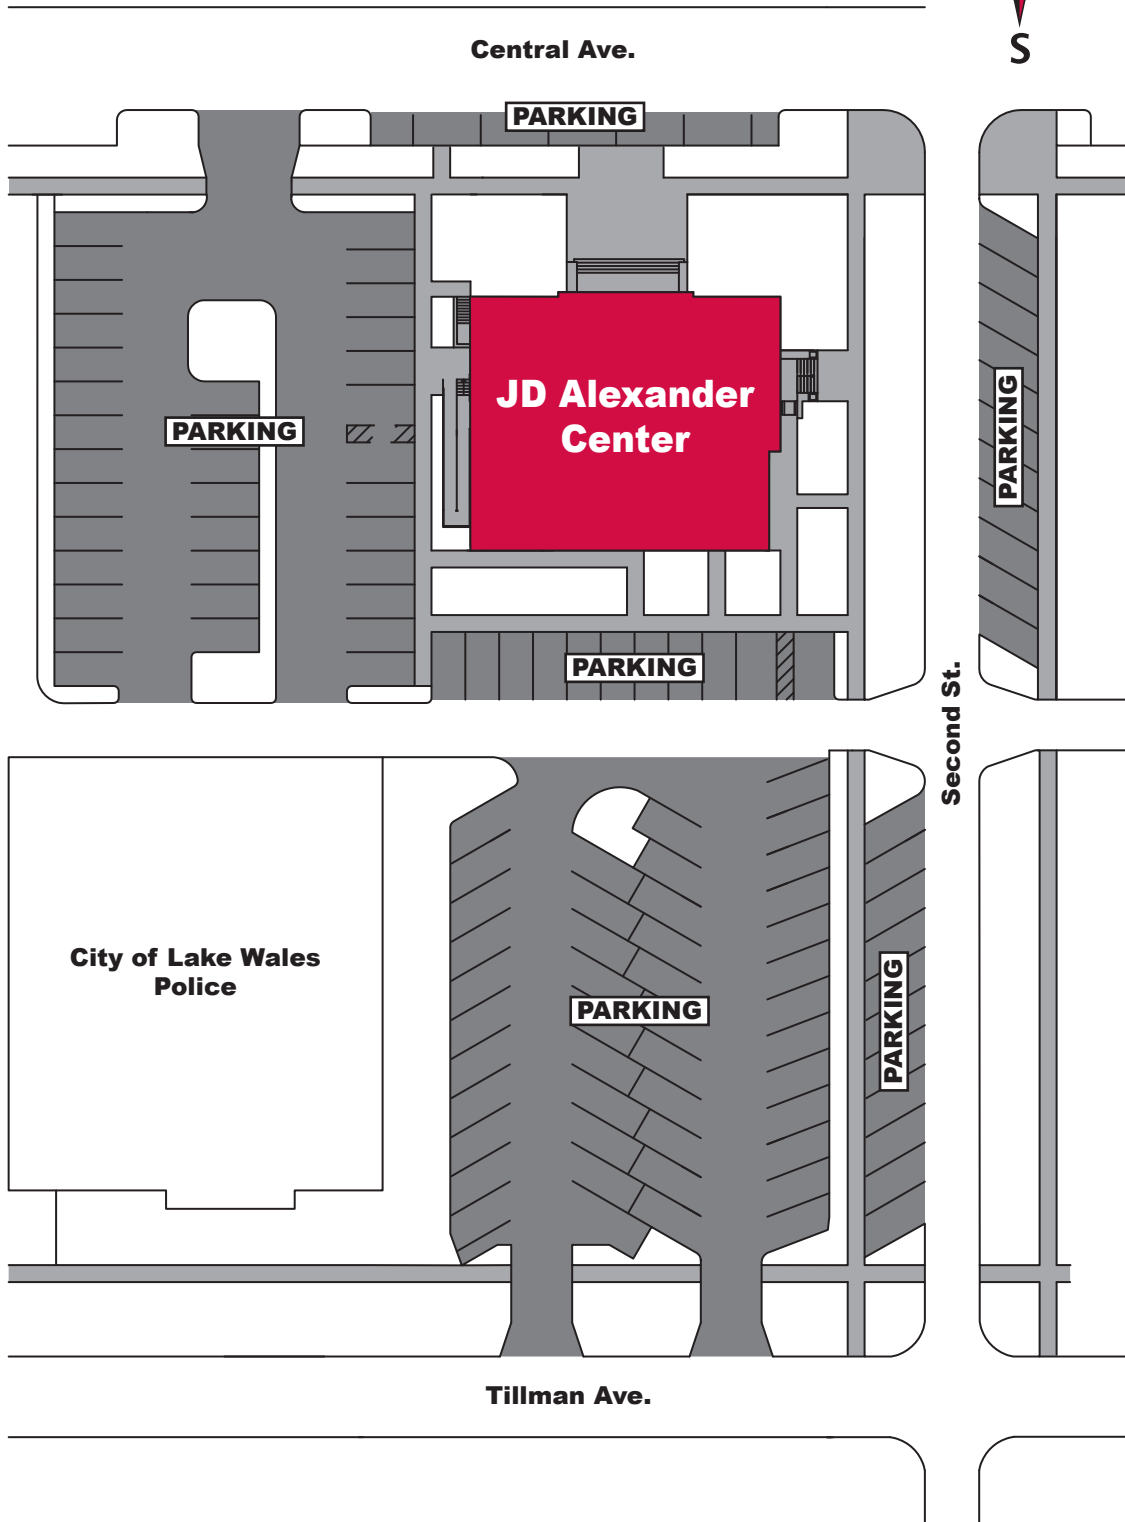 S
Central Ave.
PARKING
JD Alexander
Center
PARKING
PARKING
PARKING
Second St.
City of Lake Wales
Police
PARKING
PARKING
Tillman Ave.